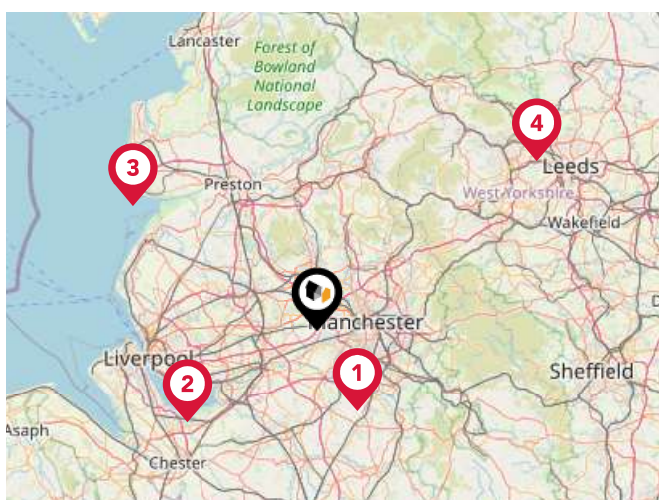 Lancaster
Forest of
Bowland
National
Landscape
4
Leeds
3
Preston
West Yorkshire
Wakefield
Manchester
Liverpool
1
2
Sheffield
Asaph
Chester